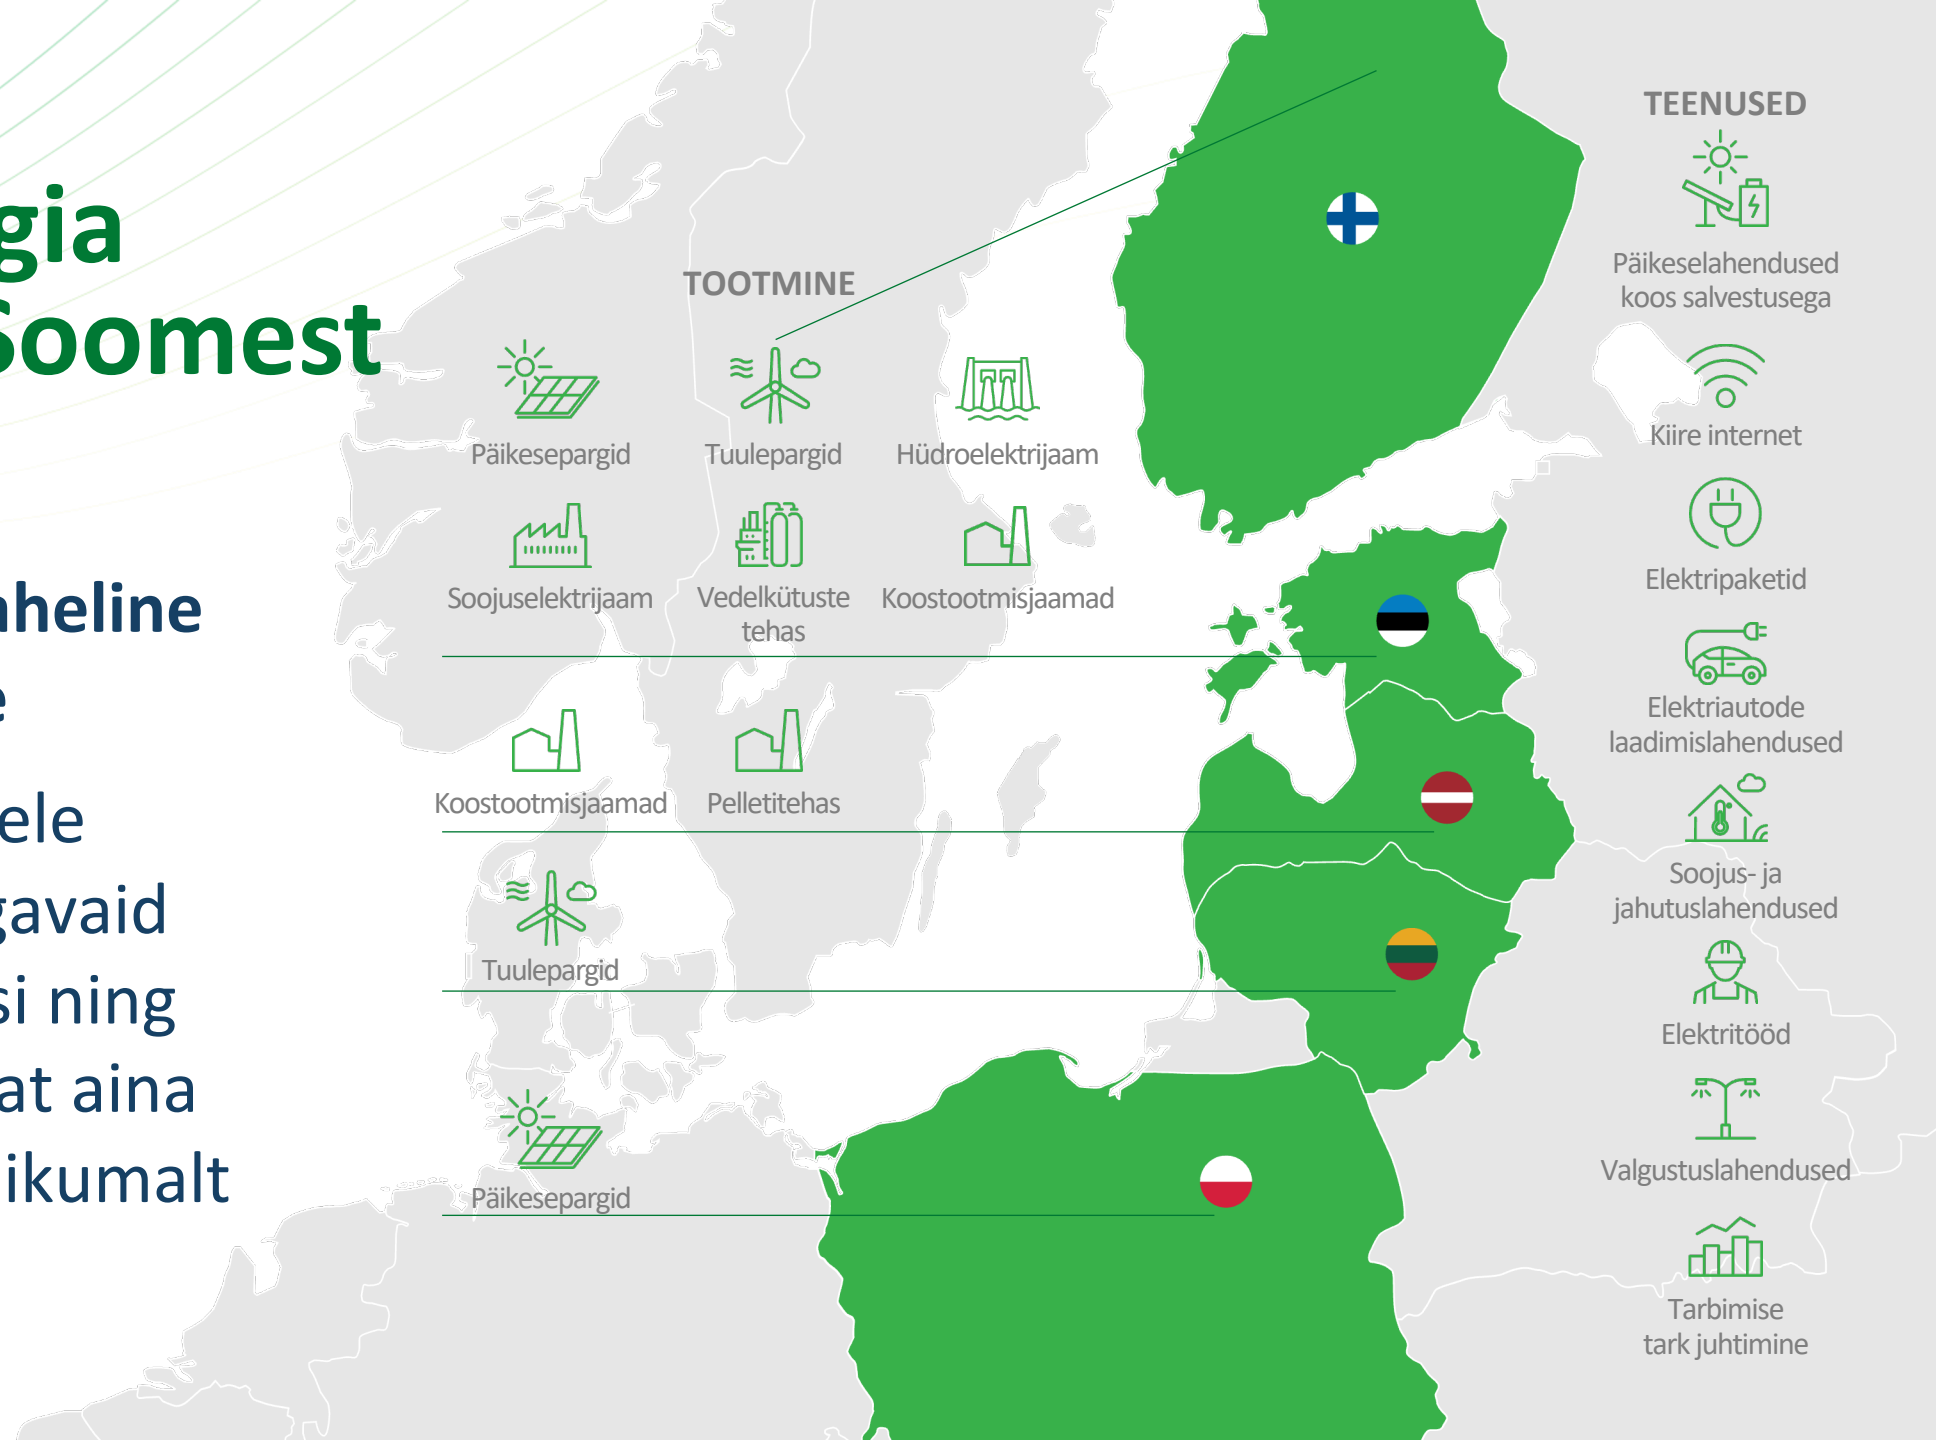 gia
Soomest
aheline
e
ele
gavaid
si ning
at aina
ikumalt
TOOTMINE
Päikesepargid
Tuulepargid
Hüdroelektrijaam
Soojuselektrijaam
Vedelkütuste
tehas
Koostootmisjaamad
Koostootmisjaamad
Pelletitehas
Tuulepargid
Päikesepargid
TEENUSED
Päikeselahendused
koos salvestusega
Kiire internet
Elektripaketid
Elektriautode
laadimislahendused
Soojus- ja
jahutuslahendused
Elektritööd
Valgustuslahendused
Tarbimise
tark juhtimine